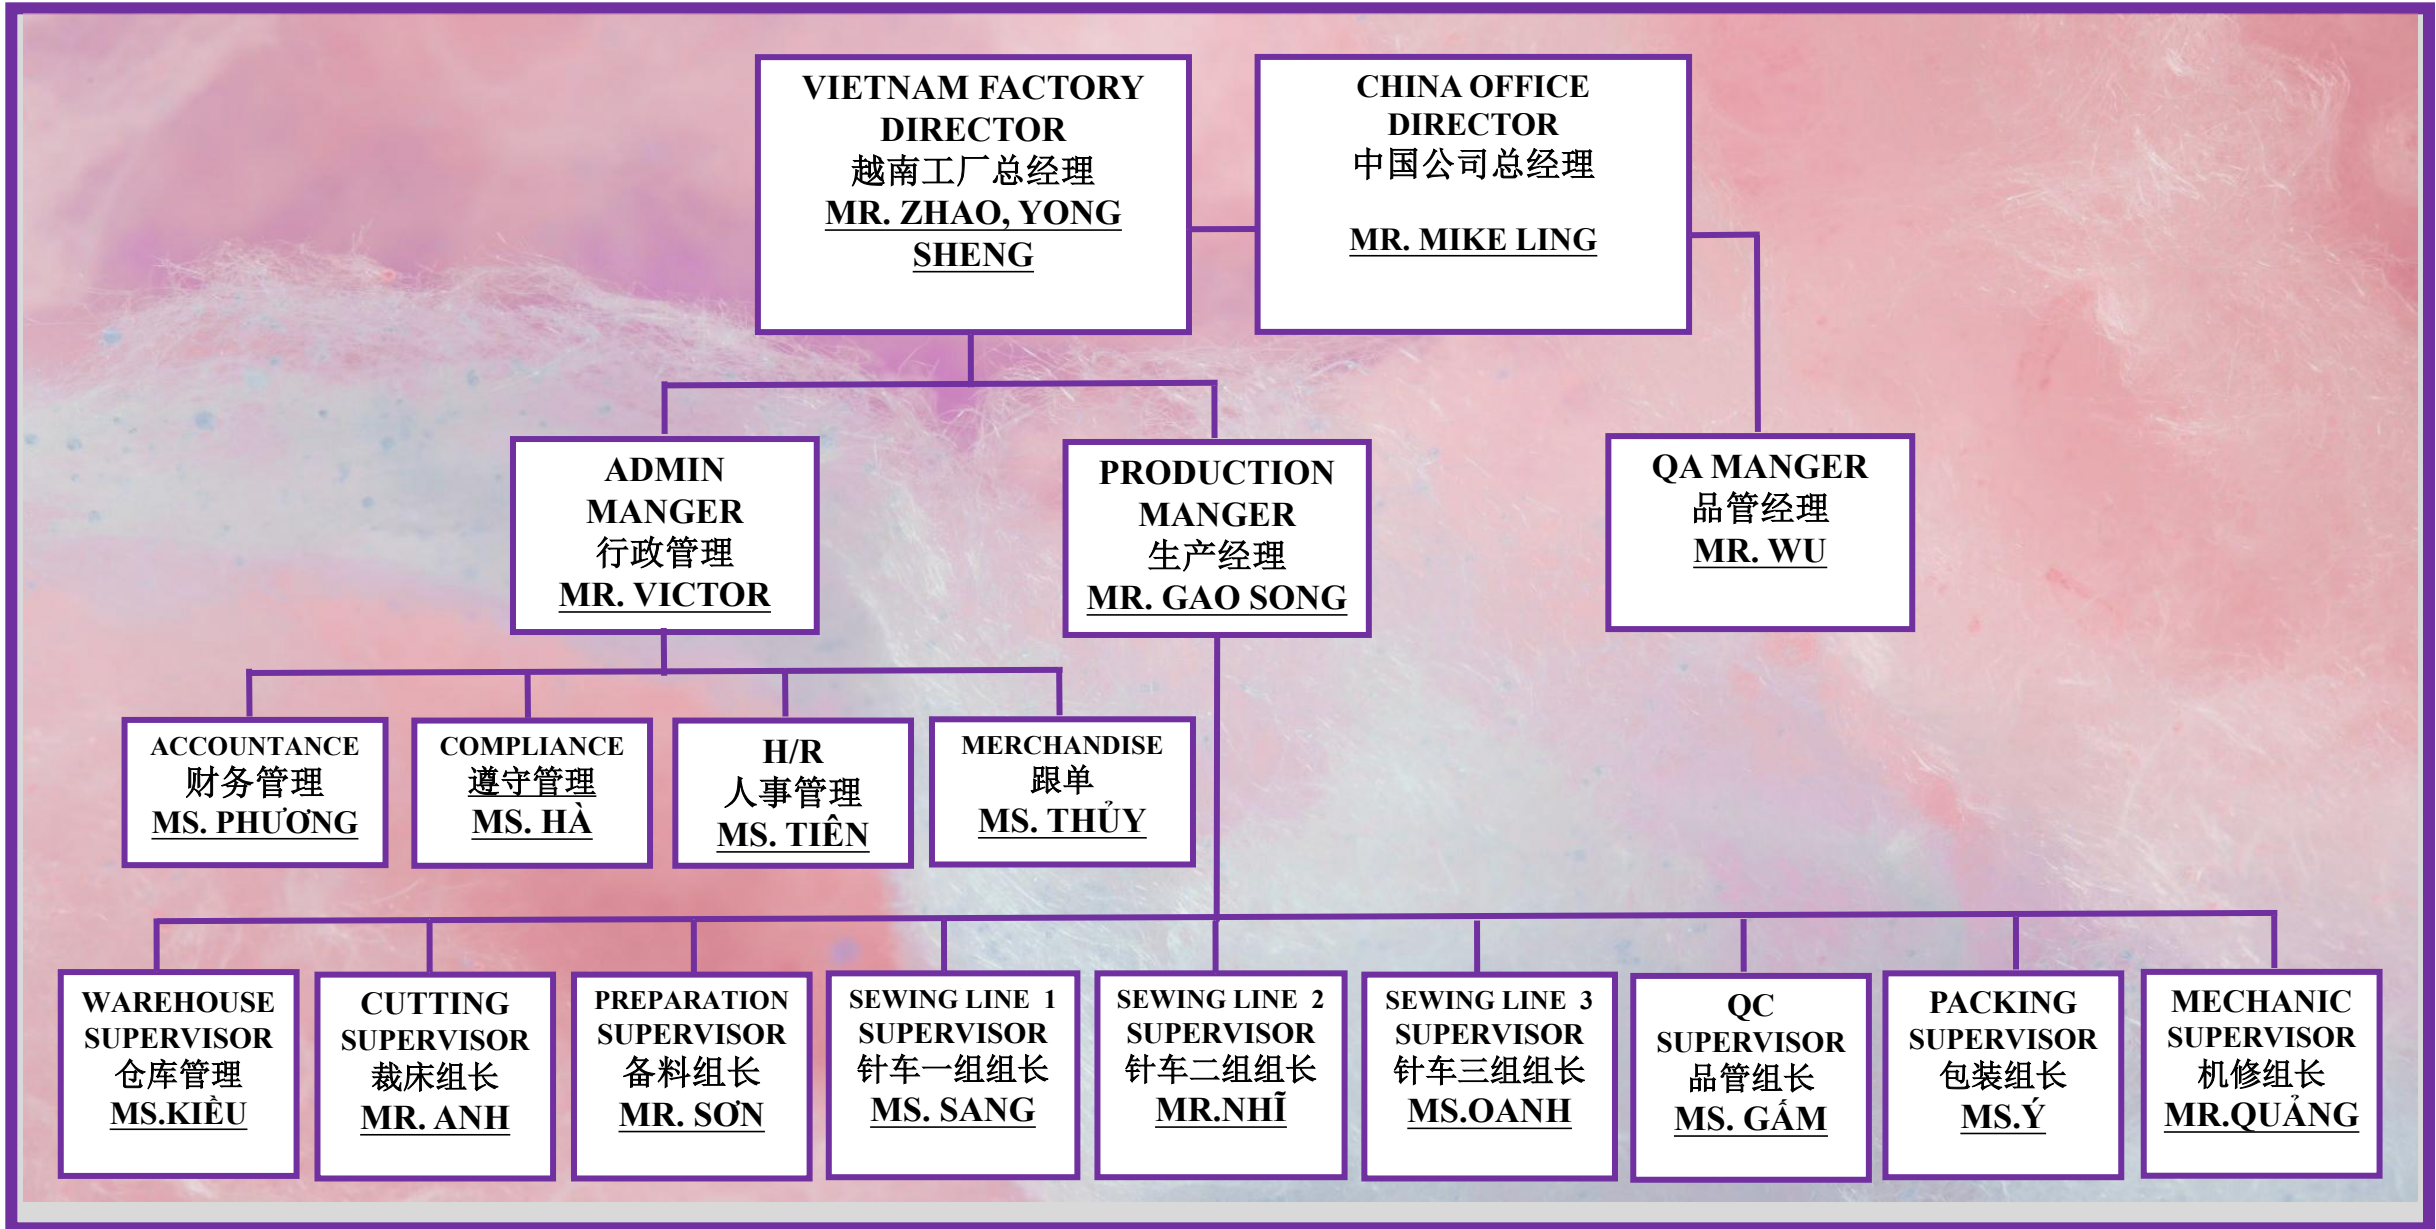 VIETNAM FACTORY
DIRECTOR
越南工厂总经理
MR. ZHAO, YONG
SHENG
CHINA OFFICE
DIRECTOR
中国公司总经理
MR. MIKE LING
ADMIN
MANGER
行政管理
MR. VICTOR
PRODUCTION
MANGER
生产经理
MR. GAO SONG
QA MANGER
品管经理
MR. WU
ACCOUNTANCE
财务管理
MS. PHƯƠNG
COMPLIANCE
遵守管理
MS. HÀ
H/R
人事管理
MS. TIÊN
MERCHANDISE
跟单
MS. THỦY
WAREHOUSE
SUPERVISOR
仓库管理
MS.KIỀU
CUTTING
SUPERVISOR
裁床组长
MR. ANH
PREPARATION
SUPERVISOR
备料组长
MR. SƠN
SEWING LINE 1
SUPERVISOR
针车一组组长
MS. SANG
SEWING LINE 2
SUPERVISOR
针车二组组长
MR.NHĨ
SEWING LINE 3
SUPERVISOR
针车三组组长
MS.OANH
QC
SUPERVISOR
品管组长
MS. GẤM
PACKING
SUPERVISOR
包装组长
MS.Ý
MECHANIC
SUPERVISOR
机修组长
MR.QUẢNG